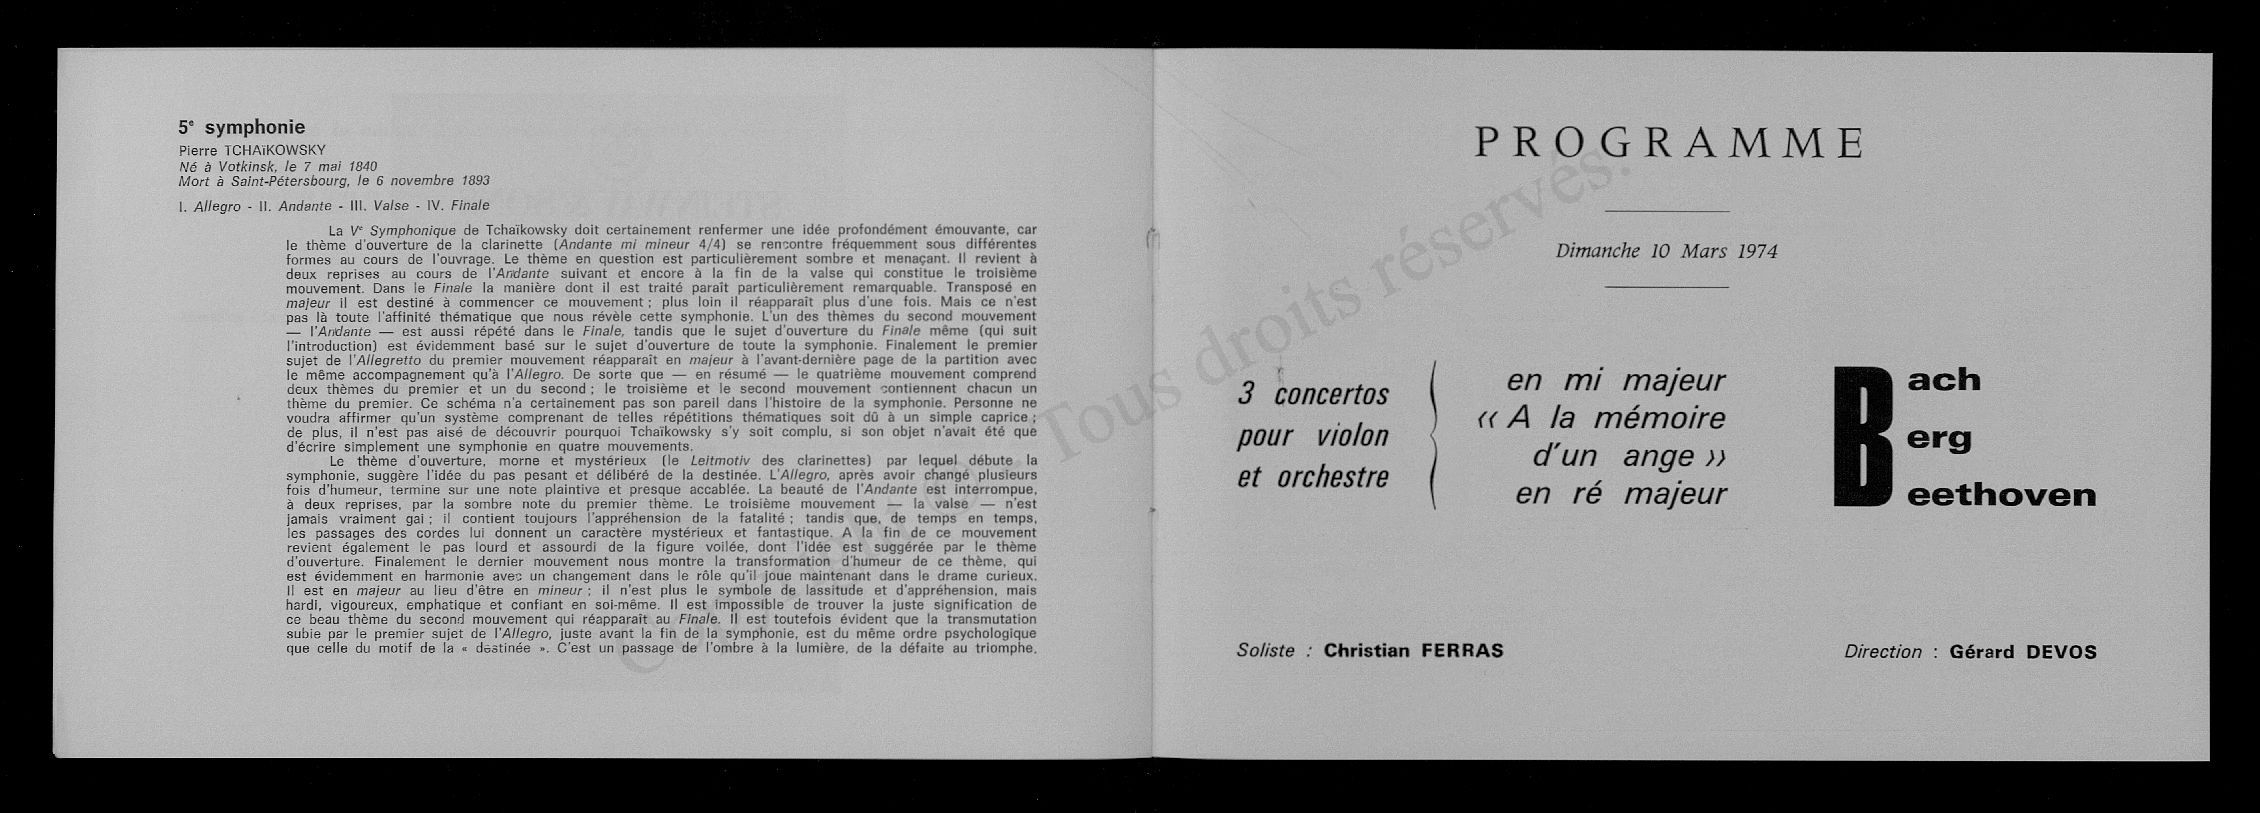 5e symphonie
Pierre TCHAïKOWSKY
Né à Votkinsk, le 7 mai 1840
Mort à Saint-Pétersbourg, le 6 novembre 1893
I. Allegro - II. Andante - III. Valse - IV. Finale
La Ve Symphonique de Tchaïkowsky doit certainement renfermer une idée profondément émouvante, car
le thème d'ouverture de la clarinette (Andante mi mineur 4/4) se rencontre fréquemment sous différentes
formes au cours de l'ouvrage. Le thème en question est particulièrement sombre et menaçant. Il revient à
deux reprises au cours de l'Andante suivant et encore à la fin de la valse qui constitue le troisième
mouvement. Dans le Finale la manière dont il est traité paraît particulièrement remarquable. Transposé en
majeur il est destiné à commencer ce mouvement ; plus loin il réapparaît plus d'une fois. Mais ce n'est
pas là toute l'affinité thématique que nous révèle cette symphonie. L'un des thèmes du second mouvement
— l'Andante — est aussi répété dans le Finale, tandis que le sujet d'ouverture du Finale même (qui suit
l'introduction) est évidemment basé sur le sujet d'ouverture de toute la symphonie. Finalement le premier
sujet de l'Allegretto du premier mouvement réapparaît en majeur à l'avant-dernière page de la partition avec
le même accompagnement qu'à l'Allegro. De sorte que — en résumé — le quatrième mouvement comprend
deux thèmes du premier et un du second ; le troisième et le second mouvement contiennent chacun un
thème du premier. Ce schéma n'a certainement pas son pareil dans l'histoire de la symphonie. Personne ne
voudra affirmer qu'un système comprenant de telles répétitions thématiques soit dû à un simple caprice ;
de plus, il n'est pas aisé de découvrir pourquoi Tchaïkowsky s'y soit complu, si son objet n'avait été que
d'écrire simplement une symphonie en quatre mouvements.
Le thème d'ouverture, morne et mystérieux (le Leitmotiv des clarinettes) par lequel débute la
symphonie, suggère l'idée du pas pesant et délibéré de la destinée. L'Allegro, après avoir changé plusieurs
fois d'humeur, termine sur une note plaintive et presque accablée. La beauté de l'Andante est interrompue,
à deux reprises, par la sombre note du premier thème. Le troisième mouvement — la valse — n'est
jamais vraiment gai ; il contient toujours l'appréhension de la fatalité ; tandis que, de temps en temps,
les passages des cordes lui donnent un caractère mystérieux et fantastique. A la fin de ce mouvement
revient également le pas lourd et assourdi de la figure voilée, dont l'idée est suggérée par le thème
d'ouverture. Finalement le dernier mouvement nous montre la transformation d'humeur de ce thème, qui
est évidemment en harmonie avec un changement dans le rôle qu'il joue maintenant dans le drame curieux.
Il est en majeur au lieu d'être en mineur ; il n'est plus le symbole de lassitude et d'appréhension, mais
hardi, vigoureux, emphatique et confiant en soi-même. Il est impossible de trouver la juste signification de
ce beau thème du second mouvement qui réapparaît au Finale. Il est toutefois évident que la transmutation
subie par le premier sujet de l'Allegro, juste avant la fin de la symphonie, est du même ordre psychologique
que celle du motif de la « destinée ». C'est un passage de l'ombre à la lumière, de la défaite au triomphe.
PROGRAMME
Dimanche 10 Mars 1974
3 concertos
pour violon
et orchestre
en mi majeur
« A la mémoire
d'un ange »
en ré majeur
Bach
Berg
Beethoven
Soliste : Christian FERRAS
Direction : Gérard DEVOS
Copyright © - Tous droits réservés.